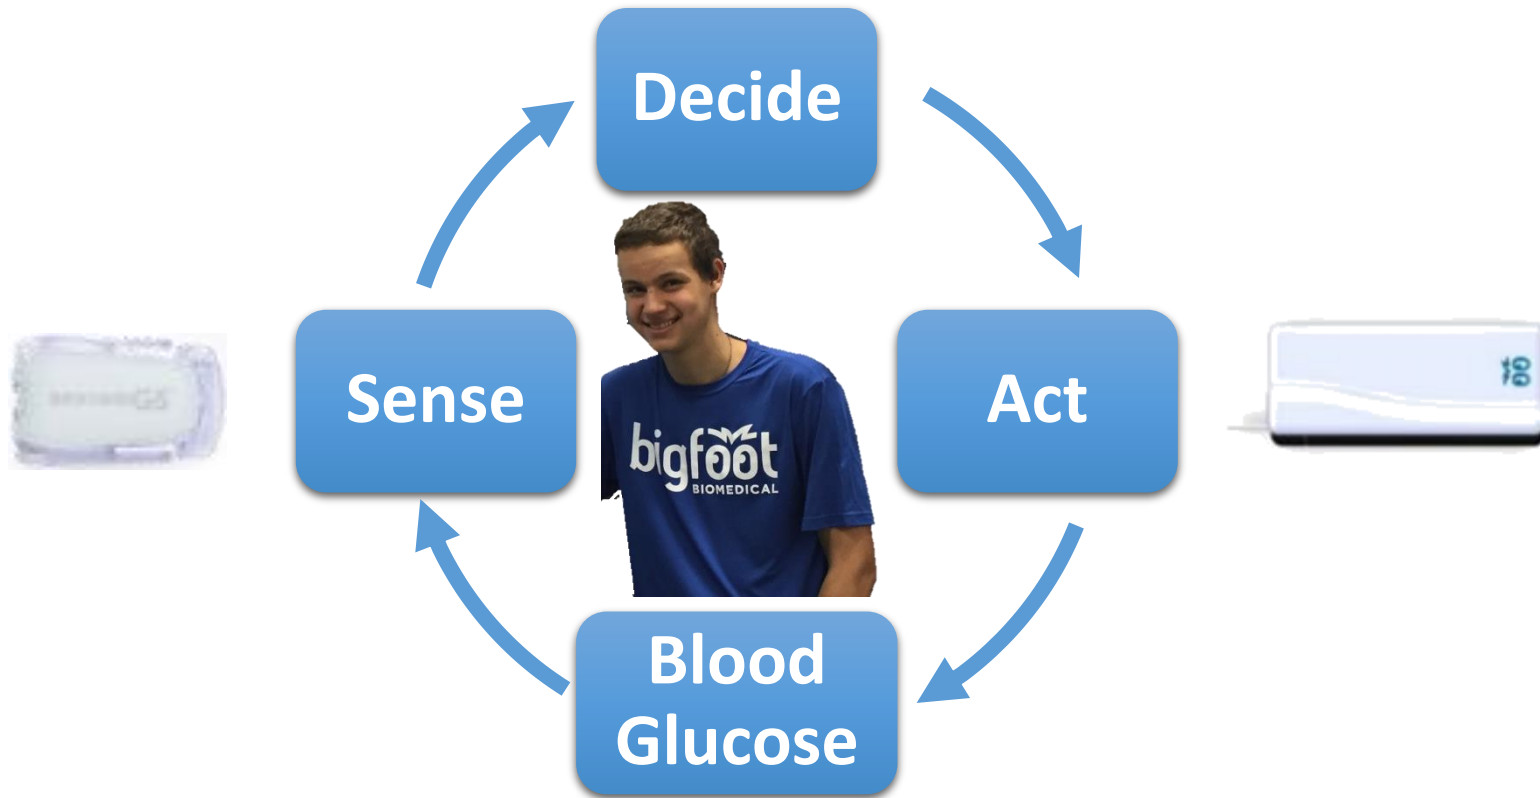 Decide
Sense
Act
bigfoot
BIOMEDICAL
Blood
Glucose